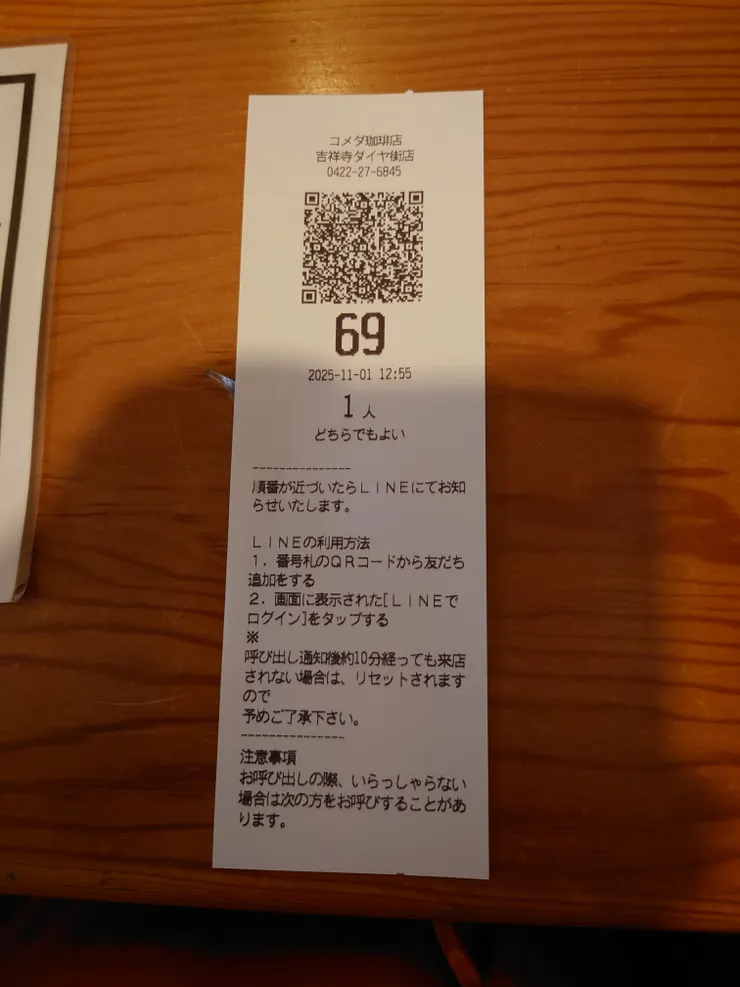 コメダ珈琲店
吉祥寺ダイヤ街店
0422-27-6845
69
2025-11-01 12:55
1 人
どちらでもよい
---------------
順番が近づいたらＬＩＮＥにてお知
らせいたします。
ＬＩＮＥの利用方法
１．番号札のＱＲコードから友だち
追加をする
２．画面に表示された[ＬＩＮＥで
ログイン]をタップする
※
呼び出し通知後約10分経っても来店
されない場合は、リセットされます
ので
予めご了承下さい。
---------------
注意事項
お呼び出しの際、いらっしゃらない
場合は次の方をお呼びすることがあ
ります。